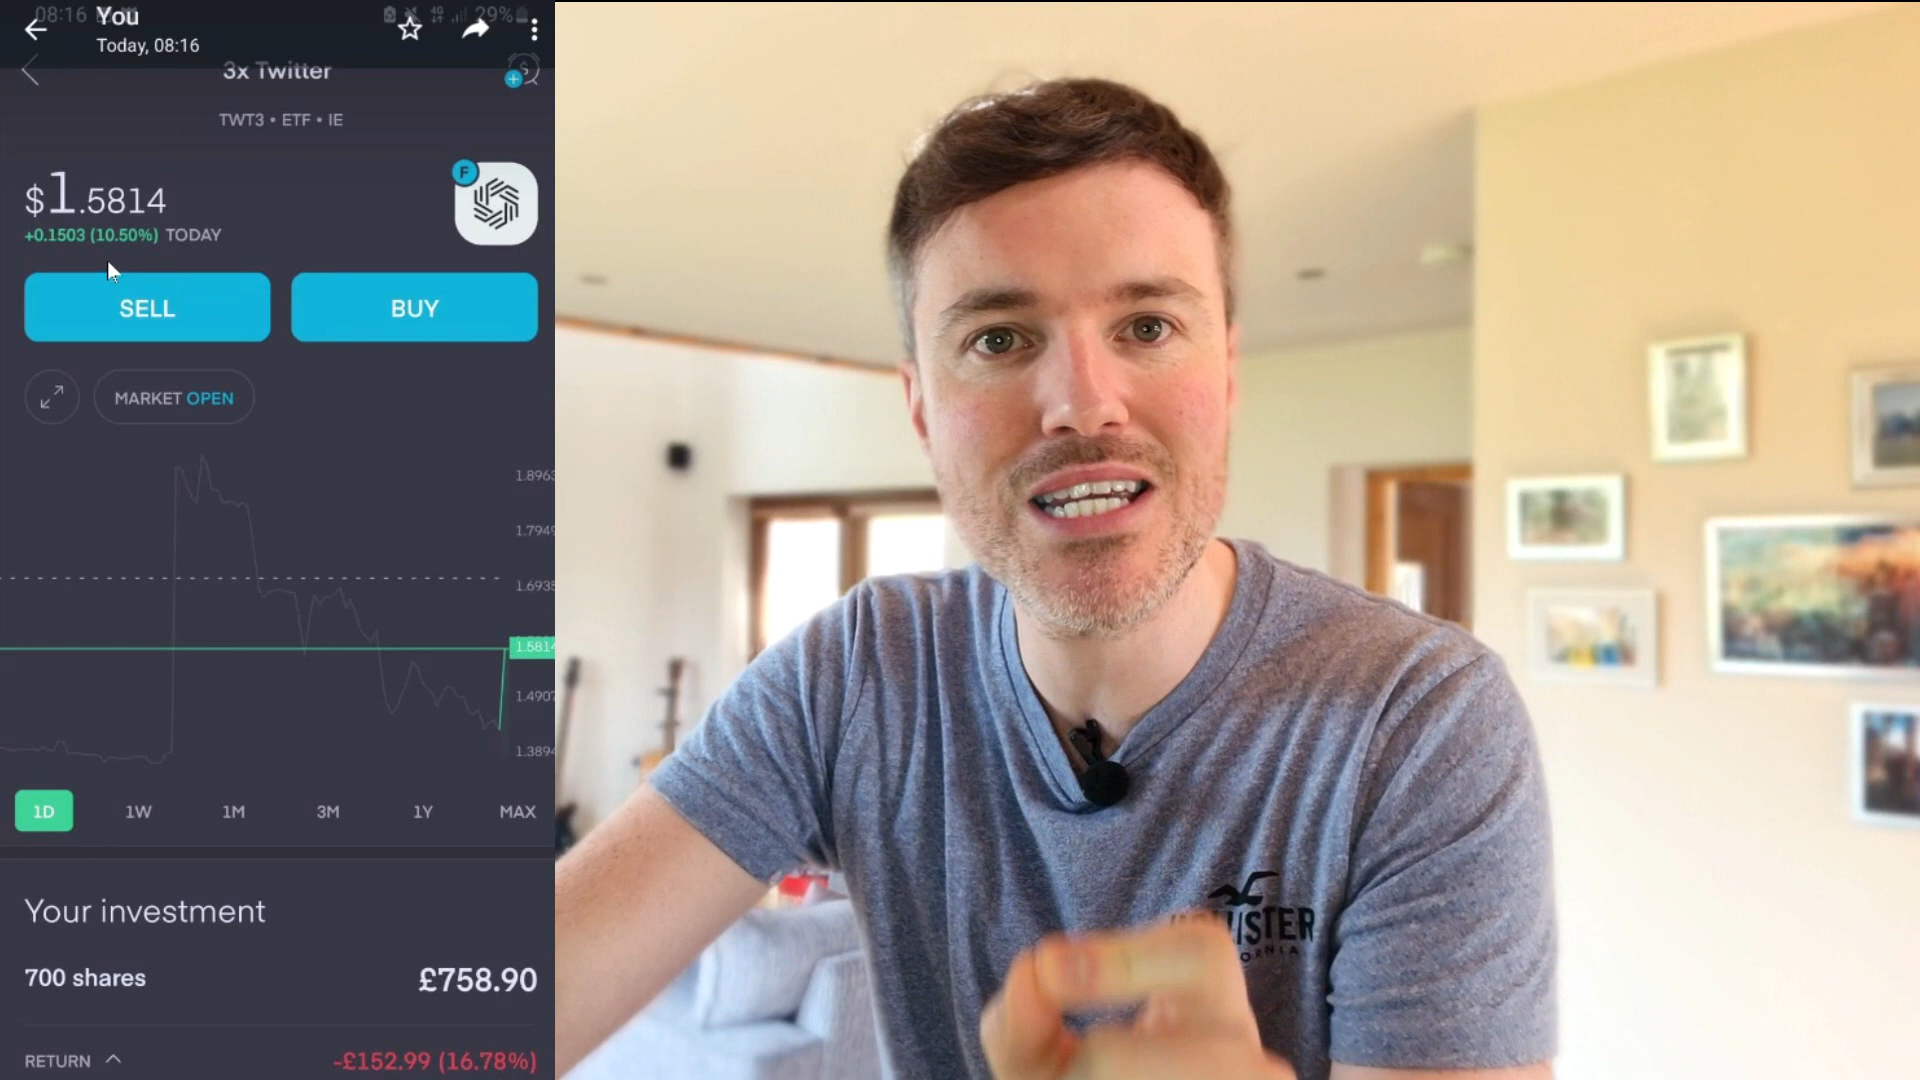 08:16
29%
You
Today, 08:16
3x Twitter
TWT3 • ETF • IE
F
$1.5814
+0.1503 (10.50%) TODAY
SELL
BUY
MARKET OPEN
1.8963
1.7949
1.6935
1.5814
1.4907
1.3894
1D
1W
1M
3M
1Y
MAX
Your investment
700 shares
£758.90
RETURN
-£152.99 (16.78%)